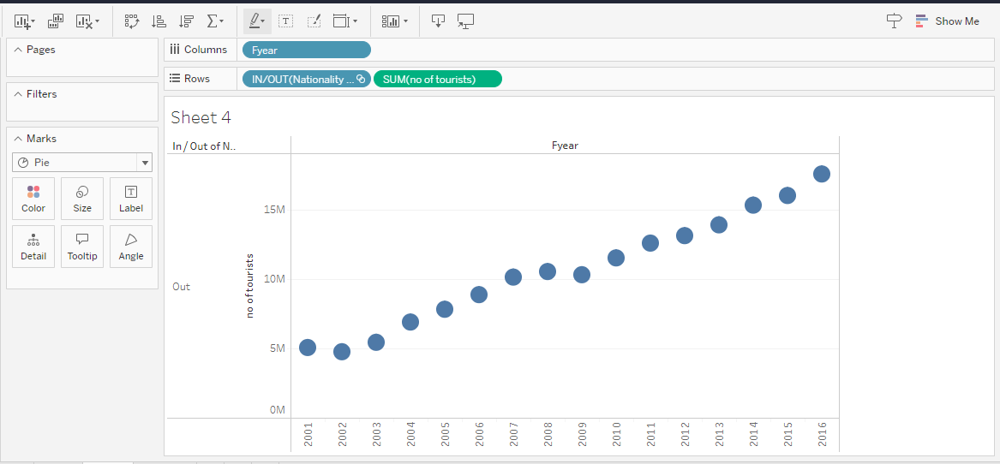 Show Me
Pages
Columns
Fyear
Rows
IN/OUT(Nationality ...
SUM(no of tourists)
Filters
Marks
Pie
Color
Size
Label
Detail
Tooltip
Angle
Sheet 4
In / Out of N..
Fyear
Out
no of tourists
15M
10M
5M
0M
2001 2002 2003 2004 2005 2006 2007 2008 2009 2010 2011 2012 2013 2014 2015 2016